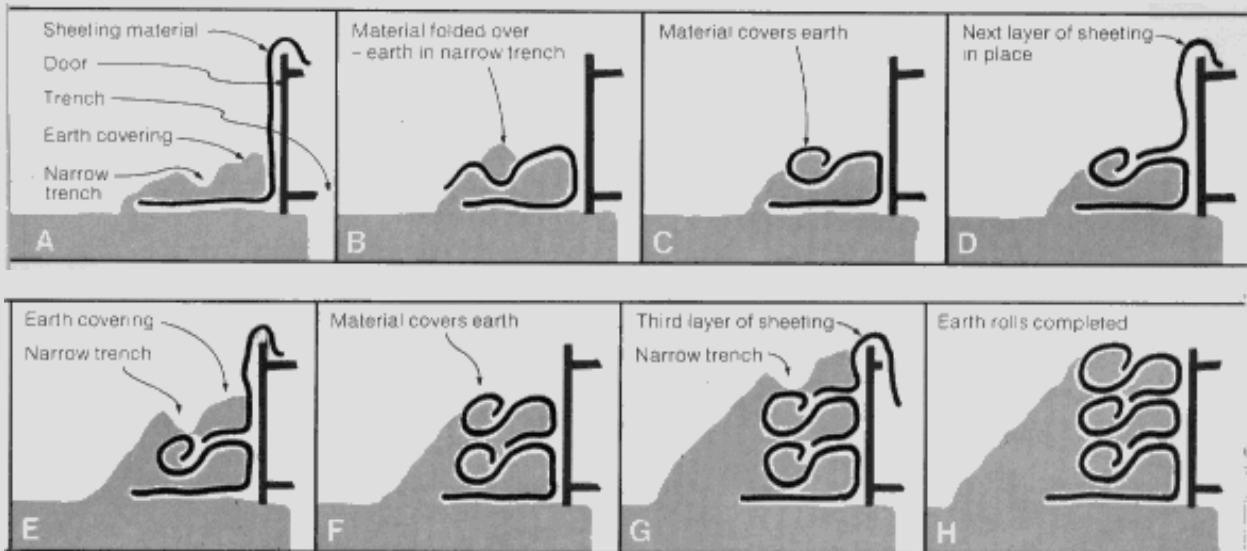 Sheeting material
Door
Trench
Earth covering
Narrow
trench
A
Material folded over
– earth in narrow trench
B
Material covers earth
C
Next layer of sheeting
in place
D
Earth covering
Narrow trench
E
Material covers earth
F
Third layer of sheeting
Narrow trench
G
Earth rolls completed
H